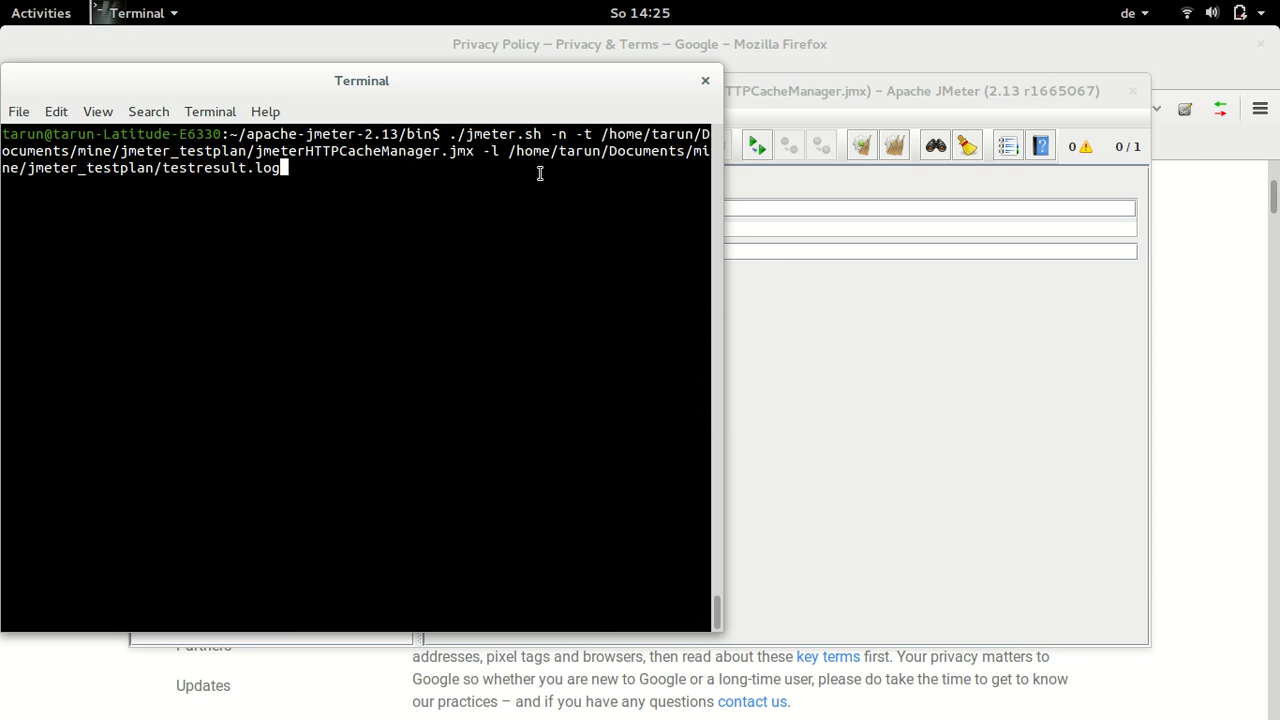 Activities Terminal So 14:25 de
Privacy Policy – Privacy & Terms – Google – Mozilla Firefox
Terminal
TTPCacheManager.jmx) – Apache JMeter (2.13 r1665067)
File Edit View Search Terminal Help
tarun@tarun-Latitude-E6330:~/apache-jmeter-2.13/bin$ ./jmeter.sh -n -t /home/tarun/D
ocuments/mine/jmeter_testplan/jmeterHTTPCacheManager.jmx -l /home/tarun/Documents/mi
ne/jmeter_testplan/testresult.log
0 0 / 1
Partners
addresses, pixel tags and browsers, then read about these key terms first. Your privacy matters to
Updates
Google so whether you are new to Google or a long-time user, please do take the time to get to know
our practices – and if you have any questions contact us.